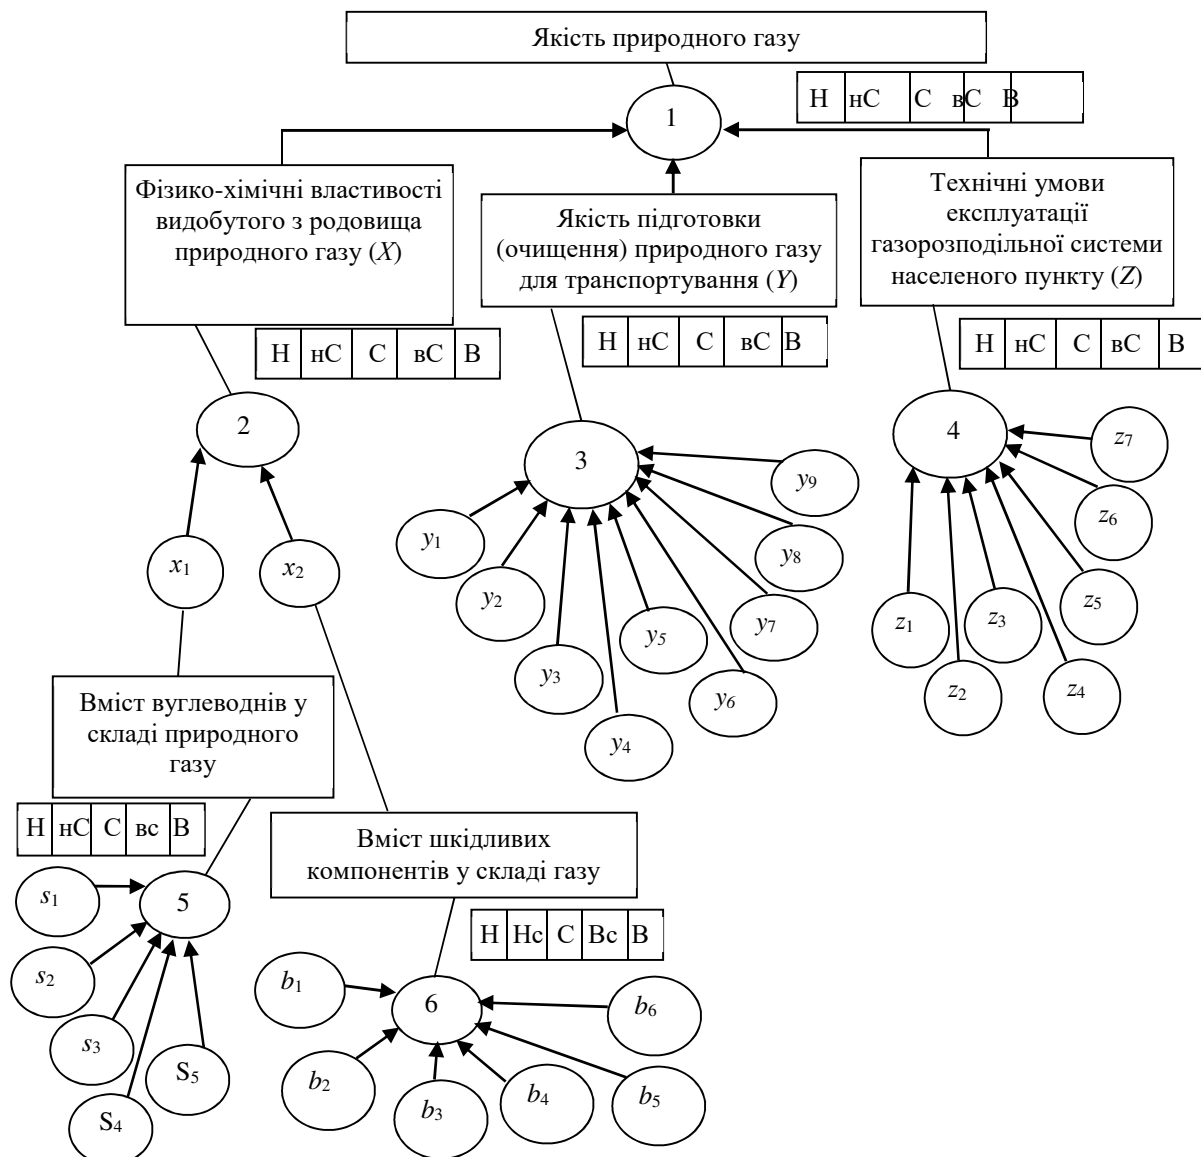 Якість природного газу
Н нС С вС В
1
Фізико-хімічні властивості
видобутого з родовища
природного газу (X)
Якість підготовки
(очищення) природного газу
для транспортування (Y)
Технічні умови
експлуатації
газорозподільної системи
населеного пункту (Z)
Н нС С вС В
Н нС С вС В
Н нС С вС В
2
3
4
x1
x2
y1
y2
y3
y4
y5
y6
y7
y8
y9
z1
z2
z3
z4
z5
z6
z7
Вміст вуглеводнів у
складі природного
газу
Н нС С вс В
5
s1
s2
s3
S4
S5
Вміст шкідливих
компонентів у складі газу
Н Нс С Вс В
6
b1
b2
b3
b4
b5
b6